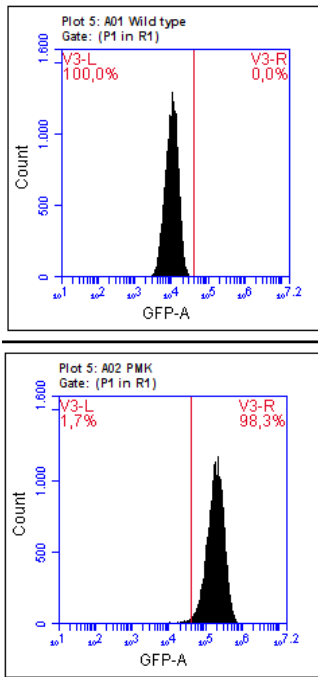 Plot 5: A01 Wild type
Gate: (P1 in R1)
1.600
V3-L V3-R
100,0% 0,0%
1.000
Count
500
0
10^1 10^2 10^3 10^4 10^5 10^6 10^7.2
GFP-A
Plot 5: A02 PMK
Gate: (P1 in R1)
1.600
V3-L V3-R
1,7% 98,3%
1.000
Count
500
0
10^1 10^2 10^3 10^4 10^5 10^6 10^7.2
GFP-A